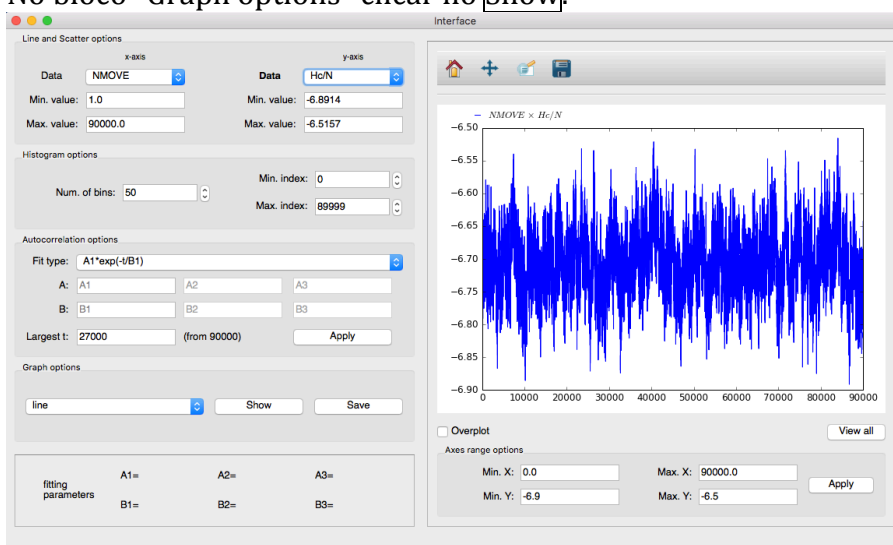 No bloco "Graph options" clicar no Show.
Interface
Line and Scatter options
x-axis
y-axis
Data NMOVE
Data Hc/N
Min. value: 1.0
Min. value: -6.8914
Max. value: 90000.0
Max. value: -6.5157
Histogram options
Num. of bins: 50
Min. index: 0
Max. index: 89999
Autocorrelation options
Fit type: A1*exp(-t/B1)
A: A1 A2 A3
B: B1 B2 B3
Largest t: 27000 (from 90000) Apply
Graph options
line Show Save
fitting parameters
A1= A2= A3=
B1= B2= B3=
NMOVE × Hc/N
−6.50
−6.55
−6.60
−6.65
−6.70
−6.75
−6.80
−6.85
−6.90
0 10000 20000 30000 40000 50000 60000 70000 80000 90000
Overplot View all
Axes range options
Min. X: 0.0 Max. X: 90000.0
Min. Y: -6.9 Max. Y: -6.5
Apply